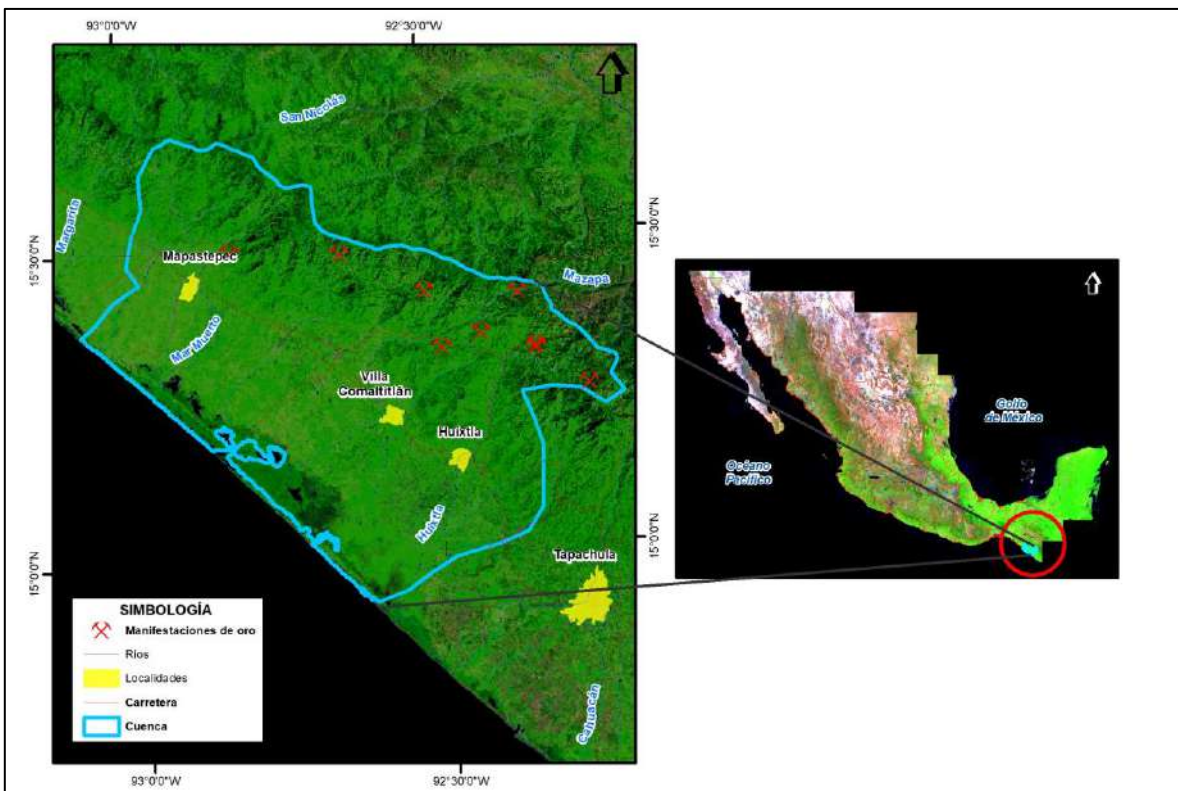 93°0'0"W
92°30'0"W
San Nicolás
Margarita
15°30'0"N
15°30'0"N
Mapastepec
Mazapa
Mar Muerto
Villa
Comaltitlán
Huixtla
Huixtla
Golfo
de México
Océano
Pacífico
15°0'0"N
15°0'0"N
Tapachula
Cahuacán
SIMBOLOGÍA
Manifestaciones de oro
Ríos
Localidades
Carretera
Cuenca
93°0'0"W
92°30'0"W